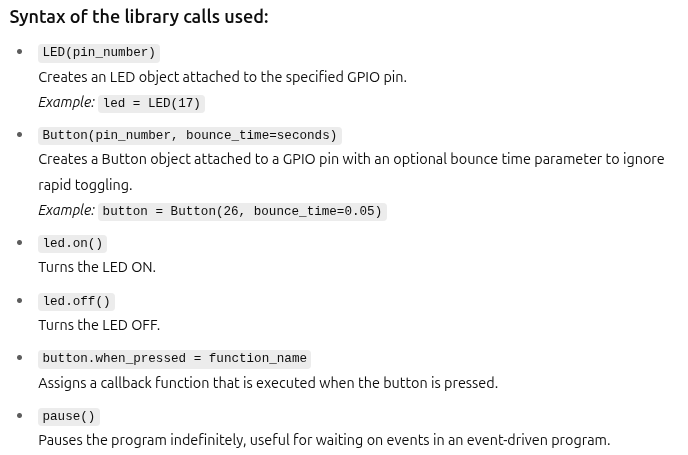 Syntax of the library calls used:
LED(pin_number)
Creates an LED object attached to the specified GPIO pin.
Example: led = LED(17)
Button(pin_number, bounce_time=seconds)
Creates a Button object attached to a GPIO pin with an optional bounce time parameter to ignore
rapid toggling.
Example: button = Button(26, bounce_time=0.05)
led.on()
Turns the LED ON.
led.off()
Turns the LED OFF.
button.when_pressed = function_name
Assigns a callback function that is executed when the button is pressed.
pause()
Pauses the program indefinitely, useful for waiting on events in an event-driven program.